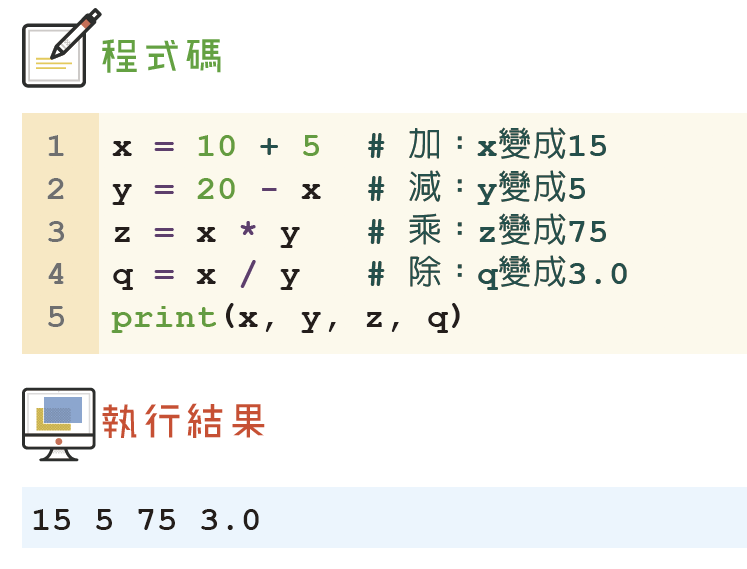 程式碼
1 x = 10 + 5 # 加：x變成15
2 y = 20 - x # 減：y變成5
3 z = x * y # 乘：z變成75
4 q = x / y # 除：q變成3.0
5 print(x, y, z, q)
執行結果
15 5 75 3.0